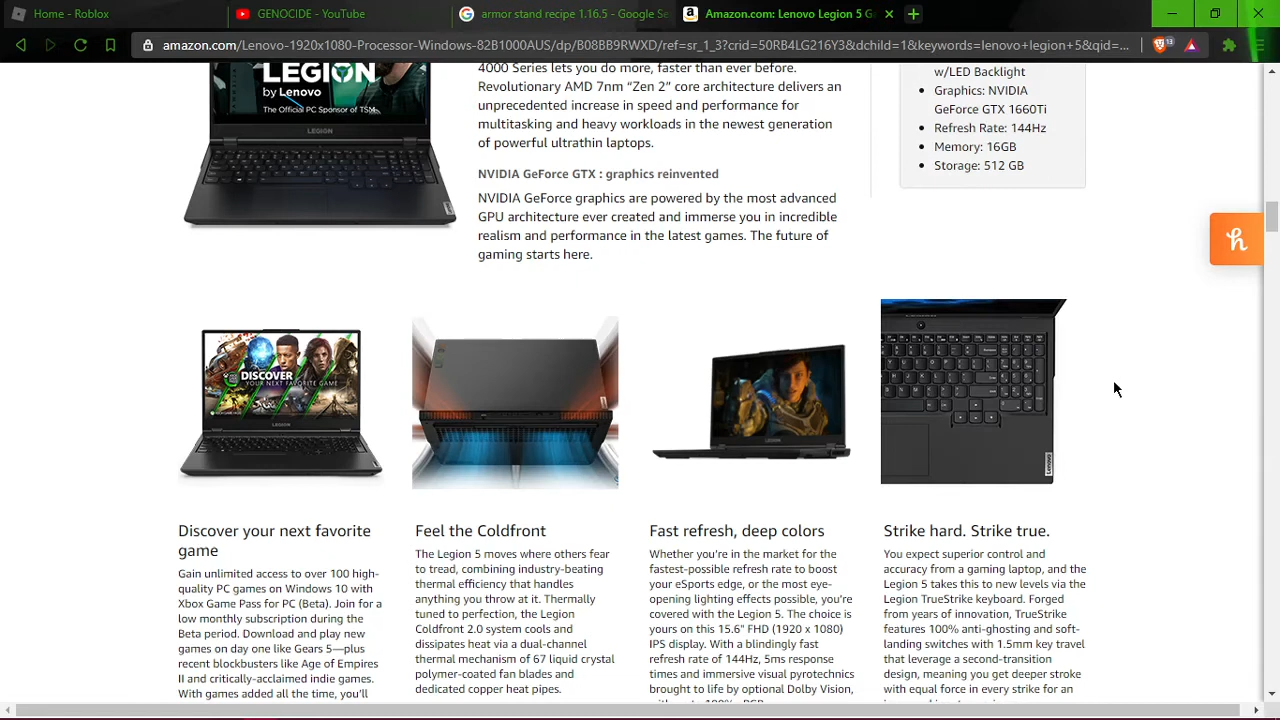 Home - Roblox
GENOCIDE - YouTube
armor stand recipe 1.16.5 - Google Se
Amazon.com: Lenovo Legion 5 G
amazon.com/Lenovo-1920x1080-Processor-Windows-82B1000AUS/dp/B08BB9RWXD/ref=sr_1_3?crid=50RB4LG216Y3&dchild=1&keywords=lenovo+legion+5&qid=...
13
LEGION
by Lenovo
The Official PC Sponsor of TSM.
LEGION
4000 Series lets you do more, faster than ever before.
Revolutionary AMD 7nm “Zen 2” core architecture delivers an
unprecedented increase in speed and performance for
multitasking and heavy workloads in the newest generation
of powerful ultrathin laptops.
NVIDIA GeForce GTX : graphics reinvented
NVIDIA GeForce graphics are powered by the most advanced
GPU architecture ever created and immerse you in incredible
realism and performance in the latest games. The future of
gaming starts here.
w/LED Backlight
Graphics: NVIDIA
GeForce GTX 1660Ti
Refresh Rate: 144Hz
Memory: 16GB
Storage: 512 GB
DISCOVER
YOUR NEXT FAVORITE GAME
LEGION
Lenovo
Discover your next favorite
game
Gain unlimited access to over 100 high-
quality PC games on Windows 10 with
Xbox Game Pass for PC (Beta). Join for a
low monthly subscription during the
Beta period. Download and play new
games on day one like Gears 5—plus
recent blockbusters like Age of Empires
II and critically-acclaimed indie games.
With games added all the time, you’ll
Feel the Coldfront
The Legion 5 moves where others fear
to tread, combining industry-beating
thermal efficiency that handles
anything you throw at it. Thermally
tuned to perfection, the Legion
Coldfront 2.0 system cools and
dissipates heat via a dual-channel
thermal mechanism of 67 liquid crystal
polymer-coated fan blades and
dedicated copper heat pipes.
Fast refresh, deep colors
Whether you’re in the market for the
fastest-possible refresh rate to boost
your eSports edge, or the most eye-
opening lighting effects possible, you’re
covered with the Legion 5. The choice is
yours on this 15.6" FHD (1920 x 1080)
IPS display. With a blindingly fast
refresh rate of 144Hz, 5ms response
times and immersive visual pyrotechnics
brought to life by optional Dolby Vision,
Strike hard. Strike true.
You expect superior control and
accuracy from a gaming laptop, and the
Legion 5 takes this to new levels via the
Legion TrueStrike keyboard. Forged
from years of innovation, TrueStrike
features 100% anti-ghosting and soft-
landing switches with 1.5mm key travel
that leverage a second-transition
design, meaning you get deeper stroke
with equal force in every strike for an